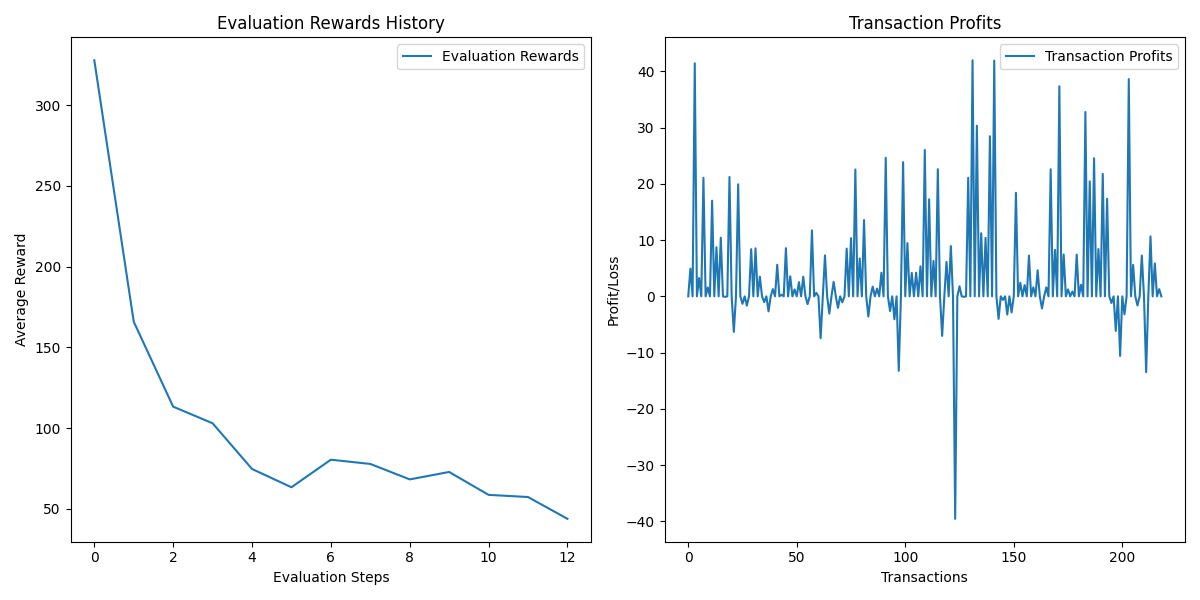 Evaluation Rewards History
Evaluation Rewards
Average Reward
300
250
200
150
100
50
0 2 4 6 8 10 12
Evaluation Steps
Transaction Profits
Transaction Profits
Profit/Loss
40
30
20
10
0
−10
−20
−30
−40
0 50 100 150 200
Transactions